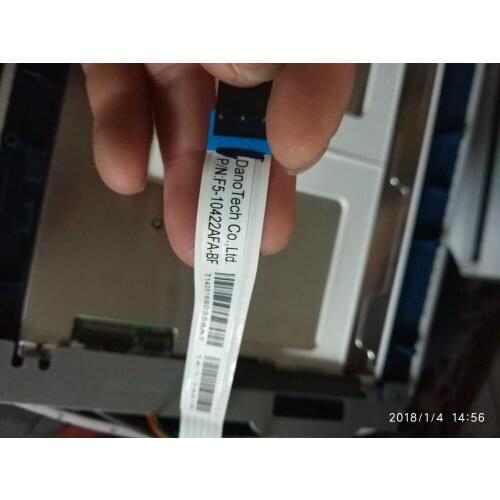 DanoTech Co.,Ltd.
P/N:F5-10422AFA-BF
2018/1/4 14:56